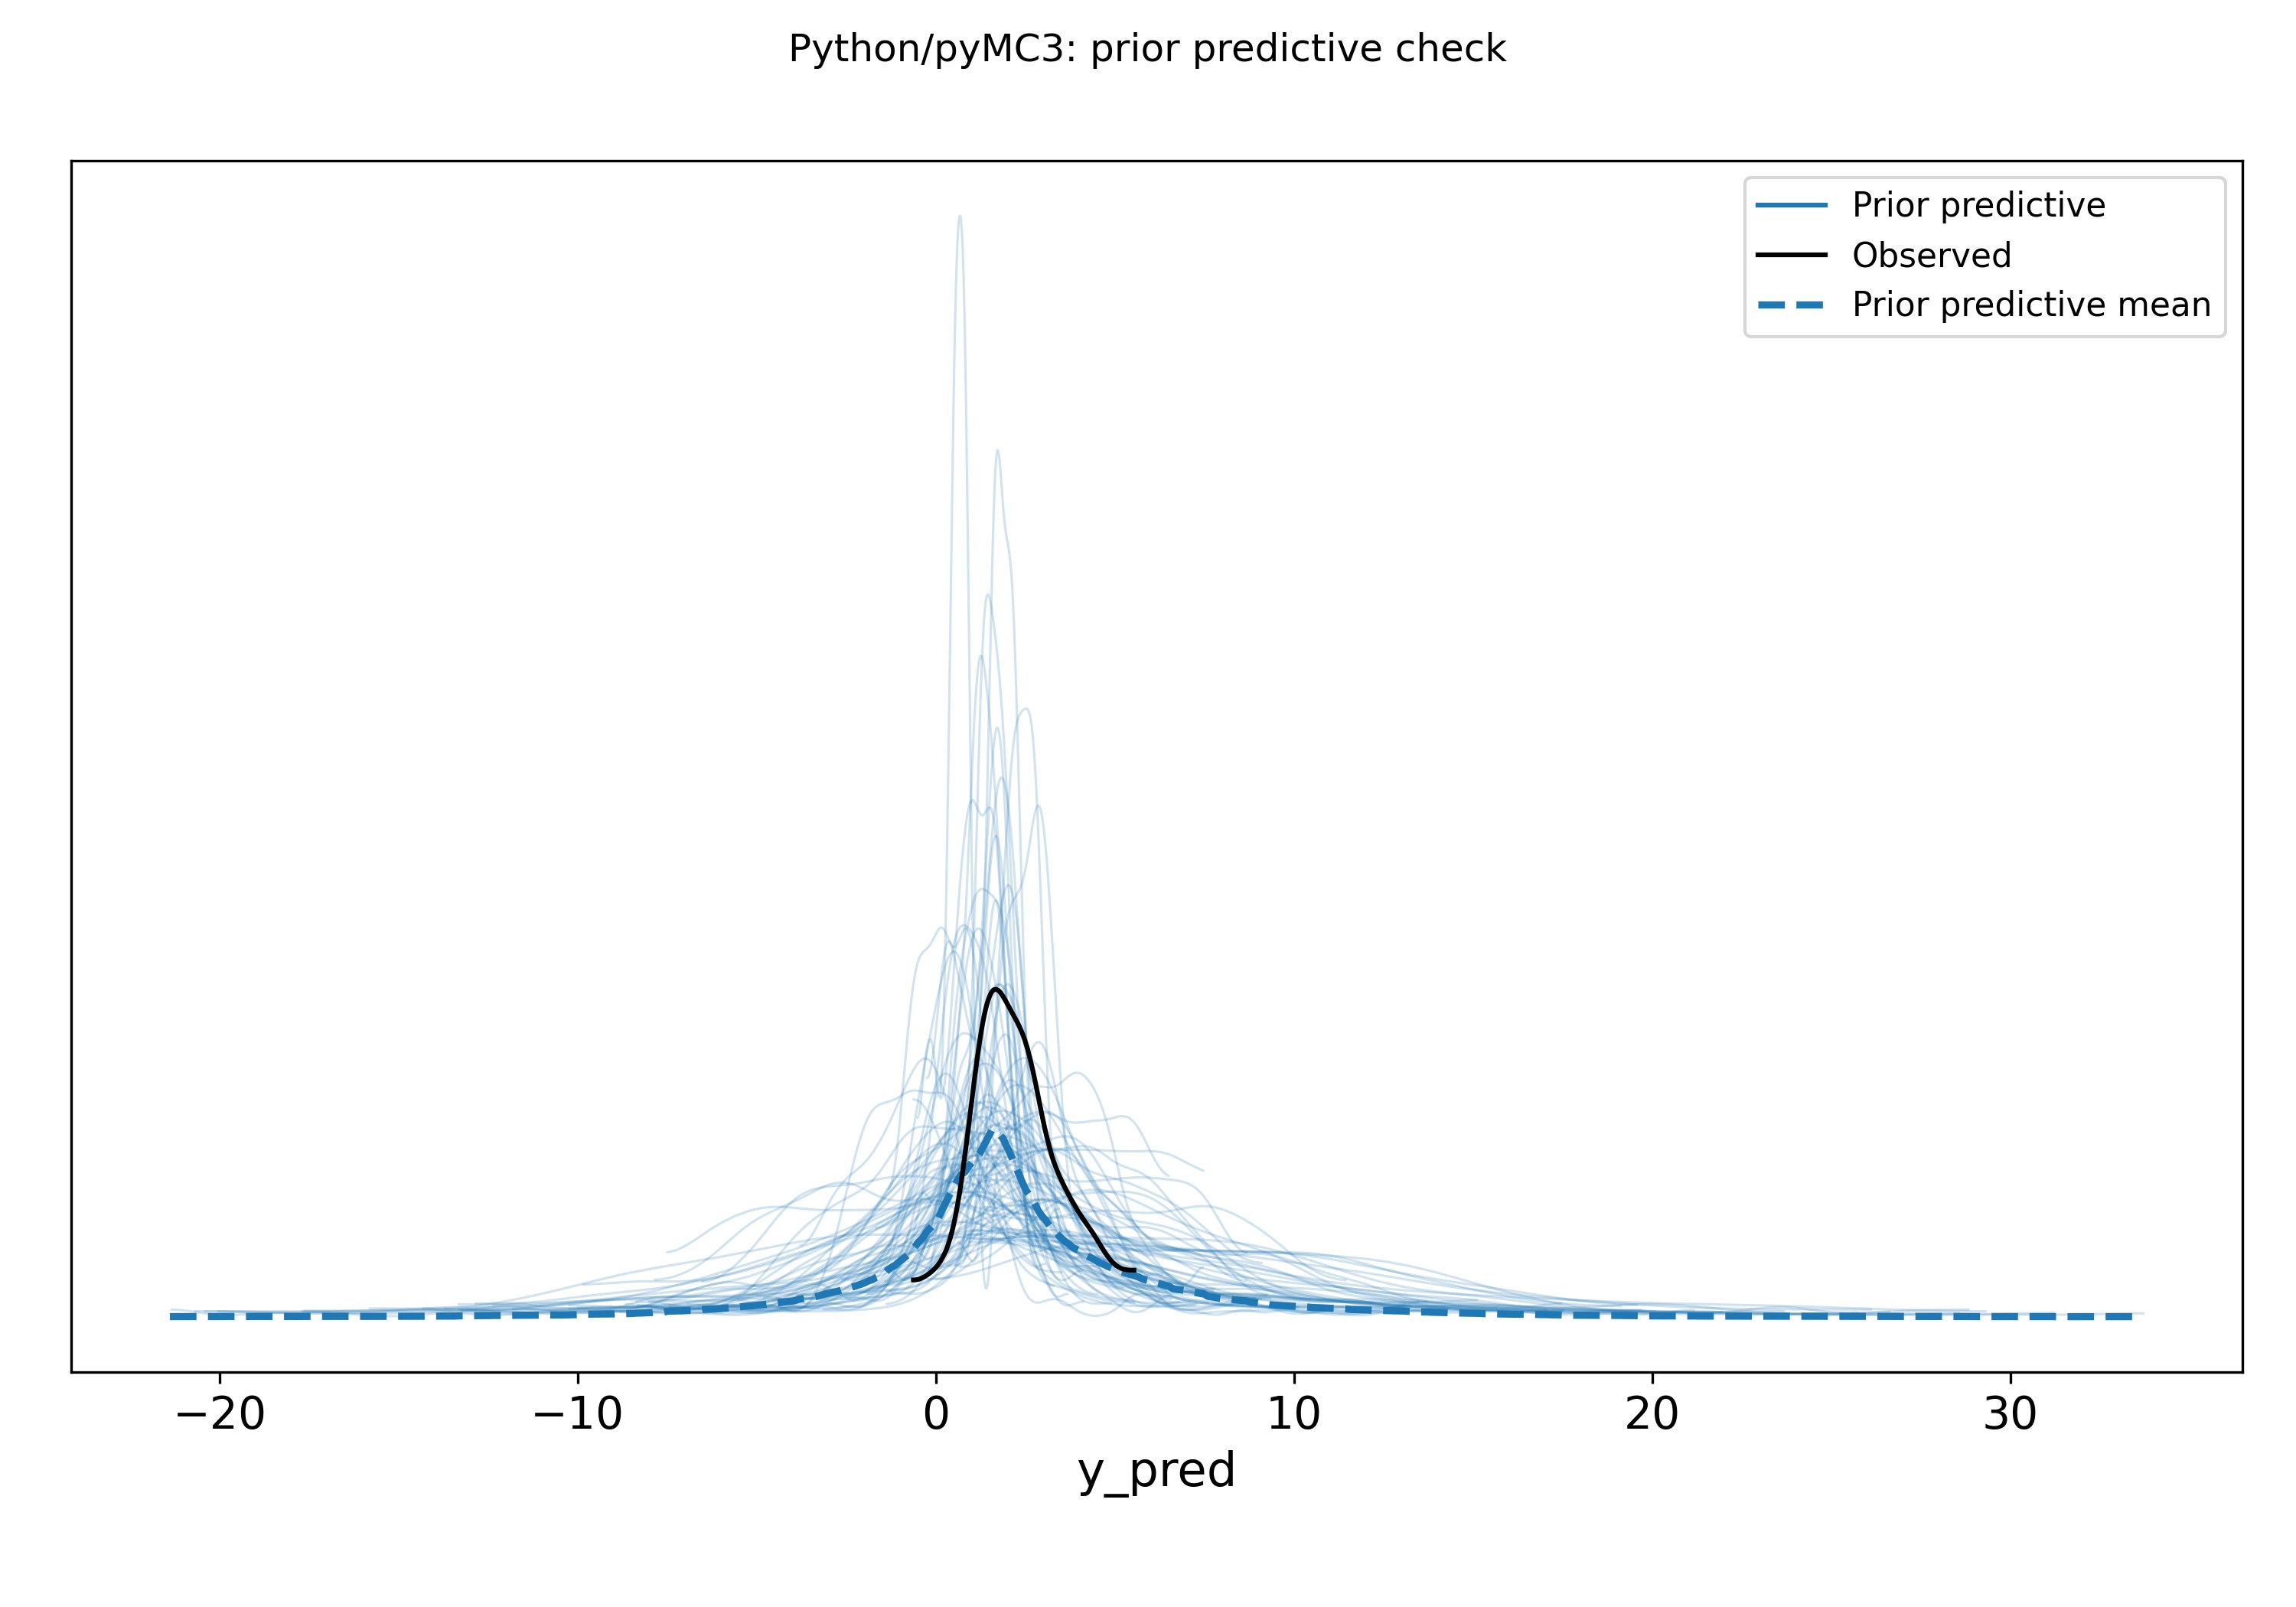 Python/pyMC3: prior predictive check
Prior predictive
Observed
Prior predictive mean
−20 −10 0 10 20 30
y_pred